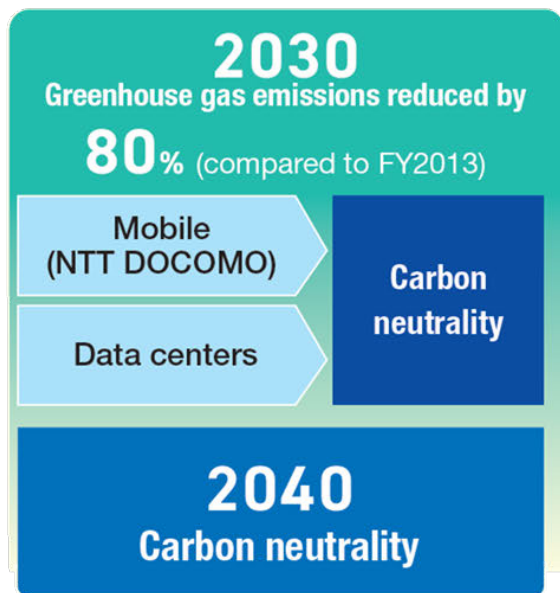 2030
Greenhouse gas emissions reduced by
80% (compared to FY2013)
Mobile
(NTT DOCOMO)
Data centers
Carbon
neutrality
2040
Carbon neutrality